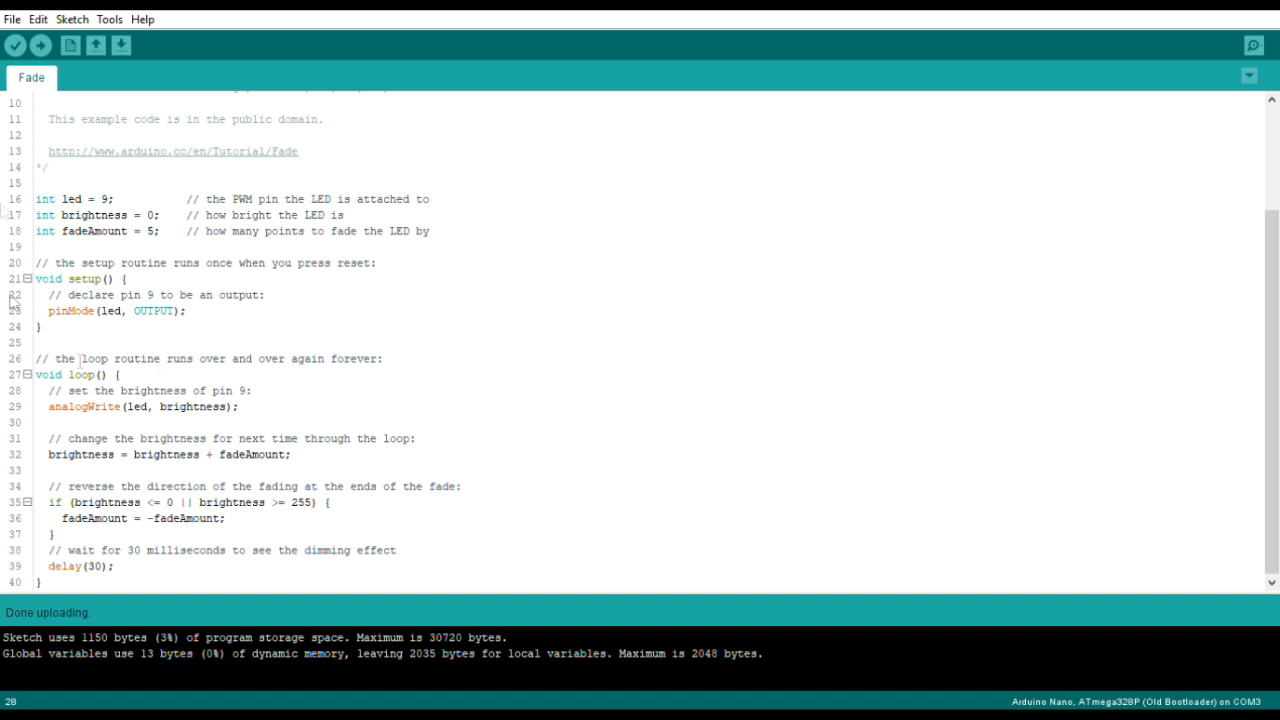 File Edit Sketch Tools Help
Fade
10
11 This example code is in the public domain.
12
13 http://www.arduino.cc/en/Tutorial/Fade
14 */
15
16 int led = 9; // the PWM pin the LED is attached to
17 int brightness = 0; // how bright the LED is
18 int fadeAmount = 5; // how many points to fade the LED by
19
20 // the setup routine runs once when you press reset:
21 void setup() {
22 // declare pin 9 to be an output:
23 pinMode(led, OUTPUT);
24 }
25
26 // the loop routine runs over and over again forever:
27 void loop() {
28 // set the brightness of pin 9:
29 analogWrite(led, brightness);
30
31 // change the brightness for next time through the loop:
32 brightness = brightness + fadeAmount;
33
34 // reverse the direction of the fading at the ends of the fade:
35 if (brightness <= 0 || brightness >= 255) {
36 fadeAmount = -fadeAmount;
37 }
38 // wait for 30 milliseconds to see the dimming effect
39 delay(30);
40 }
Done uploading.
Sketch uses 1150 bytes (3%) of program storage space. Maximum is 30720 bytes.
Global variables use 13 bytes (0%) of dynamic memory, leaving 2035 bytes for local variables. Maximum is 2048 bytes.
28 Arduino Nano, ATmega328P (Old Bootloader) on COM3